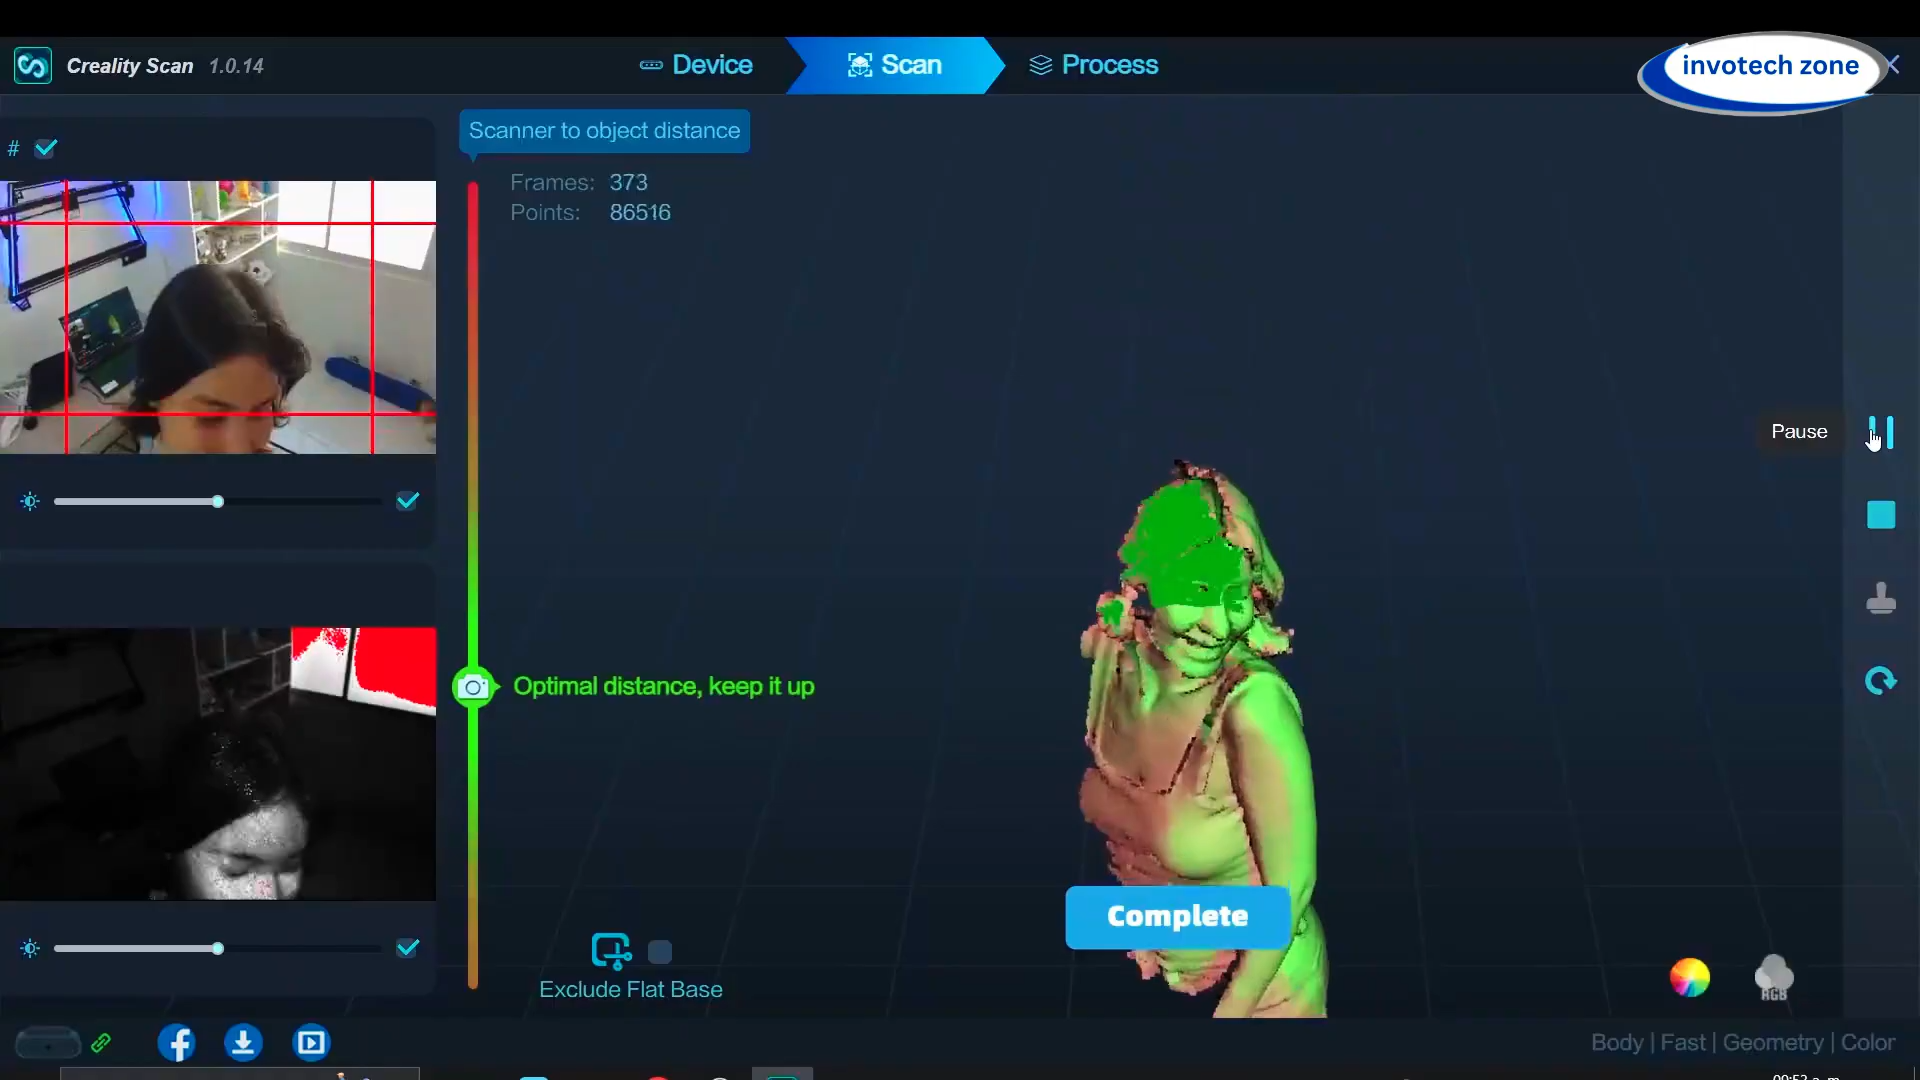 Creality Scan 1.0.14
Device
Scan
Process
invotech zone
#
Scanner to object distance
Frames: 373
Points: 86516
Pause
Optimal distance, keep it up
Complete
Exclude Flat Base
RGB
Body | Fast | Geometry | Color